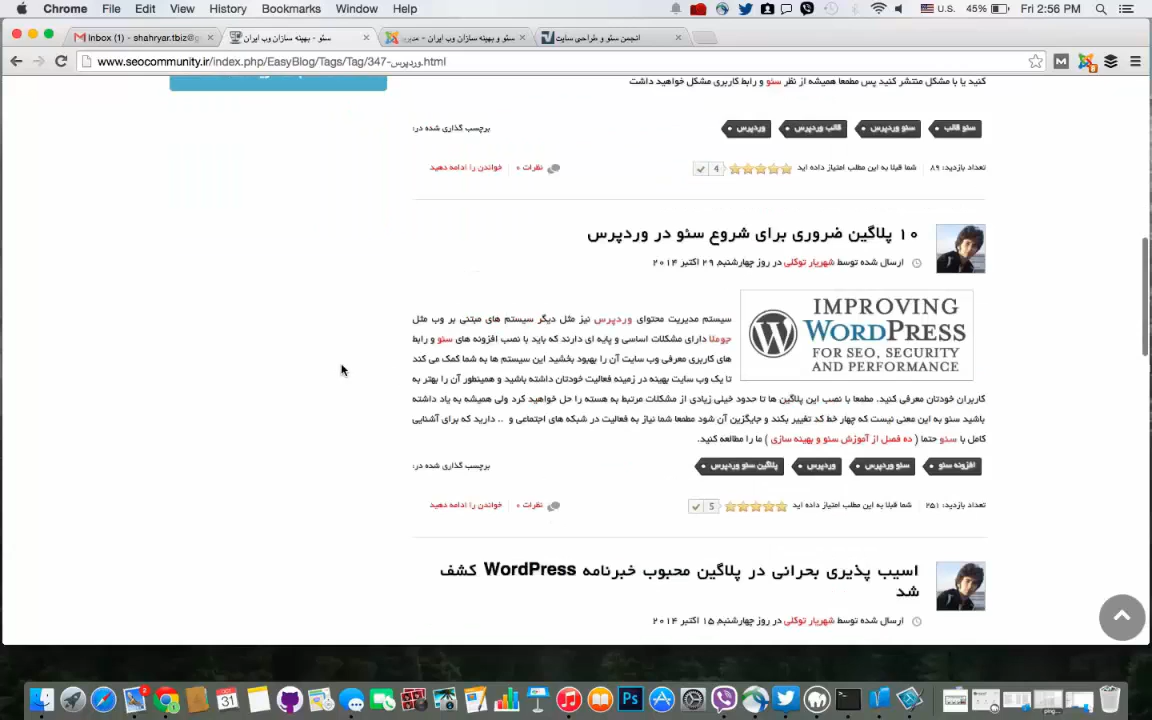 Chrome File Edit View History Bookmarks Window Help U.S. 45% Fri 2:56 PM
Inbox (1) - shahryar.tbiz@g
سئو - بهینه سازان وب ایران
سئو و بهینه سازان وب ایران - مدیر
انجمن سئو و طراحی سایت
www.seocommunity.ir/index.php/EasyBlog/Tags/Tag/347-وردپرس.html
کنید یا با مشکل منتشر کنید پس مطمعا همیشه از نظر سئو و رابط کاربری مشکل خواهید داشت
برچسب گذاری شده در: سئو قالب سئو وردپرس قالب وردپرس وردپرس
تعداد بازدید: ۸۹ شما قبلا به این مطلب امتیاز داده اید 4 نظرات ۰ خواندن را ادامه دهید
۱۰ پلاگین ضروری برای شروع سئو در وردپرس
ارسال شده توسط شهریار توکلی در روز چهارشنبه, ۲۹ اکتبر ۲۰۱۴
IMPROVING
WORDPRESS
FOR SEO, SECURITY
AND PERFORMANCE
سیستم مدیریت محتوای وردپرس نیز مثل دیگر سیستم های مبتنی بر وب مثل
جوملا دارای مشکلات اساسی و پایه ای دارند که باید با نصب افزونه های سئو و رابط
های کاربری معرفی وب سایت آن را بهبود بخشید این سیستم ها به شما کمک می کند
تا یک وب سایت بهینه در زمینه فعالیت خودتان داشته باشید و همینطور آن را بهتر به
کاربران خودتان معرفی کنید. مطمعا با نصب این پلاگین ها تا حدود خیلی زیادی از مشکلات مرتبط به هسته را حل خواهید کرد ولی همیشه به یاد داشته
باشید سئو به این معنی نیست که چهار خط کد تغییر بکند و جایگزین آن شود مطمعا شما نیاز به فعالیت در شبکه های اجتماعی و .. دارید که برای آشنایی
کامل با سئو حتما ( ده فصل از آموزش سئو و بهینه سازی ) ما را مطالعه کنید.
برچسب گذاری شده در: افزونه سئو سئو وردپرس وردپرس پلاگین سئو وردپرس
تعداد بازدید: ۲۵۱ شما قبلا به این مطلب امتیاز داده اید 5 نظرات ۰ خواندن را ادامه دهید
اسیب پذیری بحرانی در پلاگین محبوب خبرنامه WordPress کشف
شد
ارسال شده توسط شهریار توکلی در روز چهارشنبه, ۱۵ اکتبر ۲۰۱۴